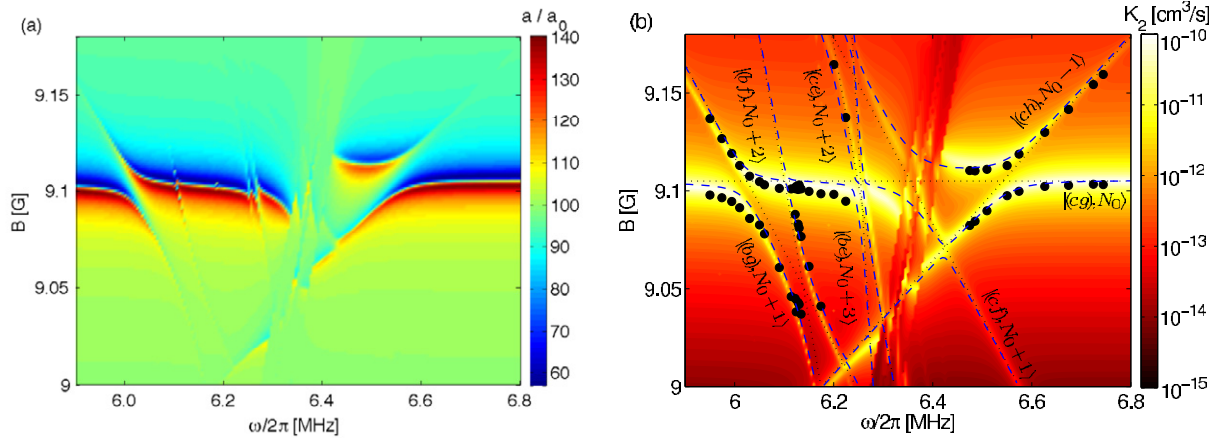 (a)
a / a₀
140
130
120
110
100
90
80
70
60
9.15
9.1
9.05
9
B [G]
6.0
6.2
6.4
6.6
6.8
ω/2π [MHz]
(b)
K₂ [cm³/s]
10⁻¹⁰
10⁻¹¹
10⁻¹²
10⁻¹³
10⁻¹⁴
10⁻¹⁵
9.15
9.1
9.05
9
B [G]
6
6.2
6.4
6.6
6.8
ω/2π [MHz]
|(bf), N₀+2⟩
|(ce), N₀+2⟩
|(ch), N₀−1⟩
|(cg), N₀⟩
|(bg), N₀+1⟩
|(be), N₀+3⟩
|(cf), N₀+1⟩